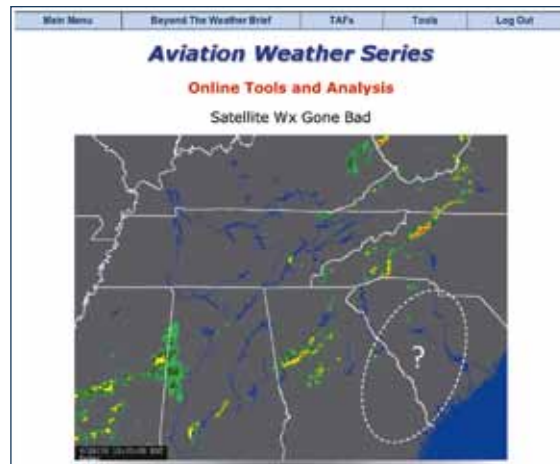 Main Menu
Beyond The Weather Brief
TAFs
Tools
Log Out
Aviation Weather Series
Online Tools and Analysis
Satellite Wx Gone Bad
?